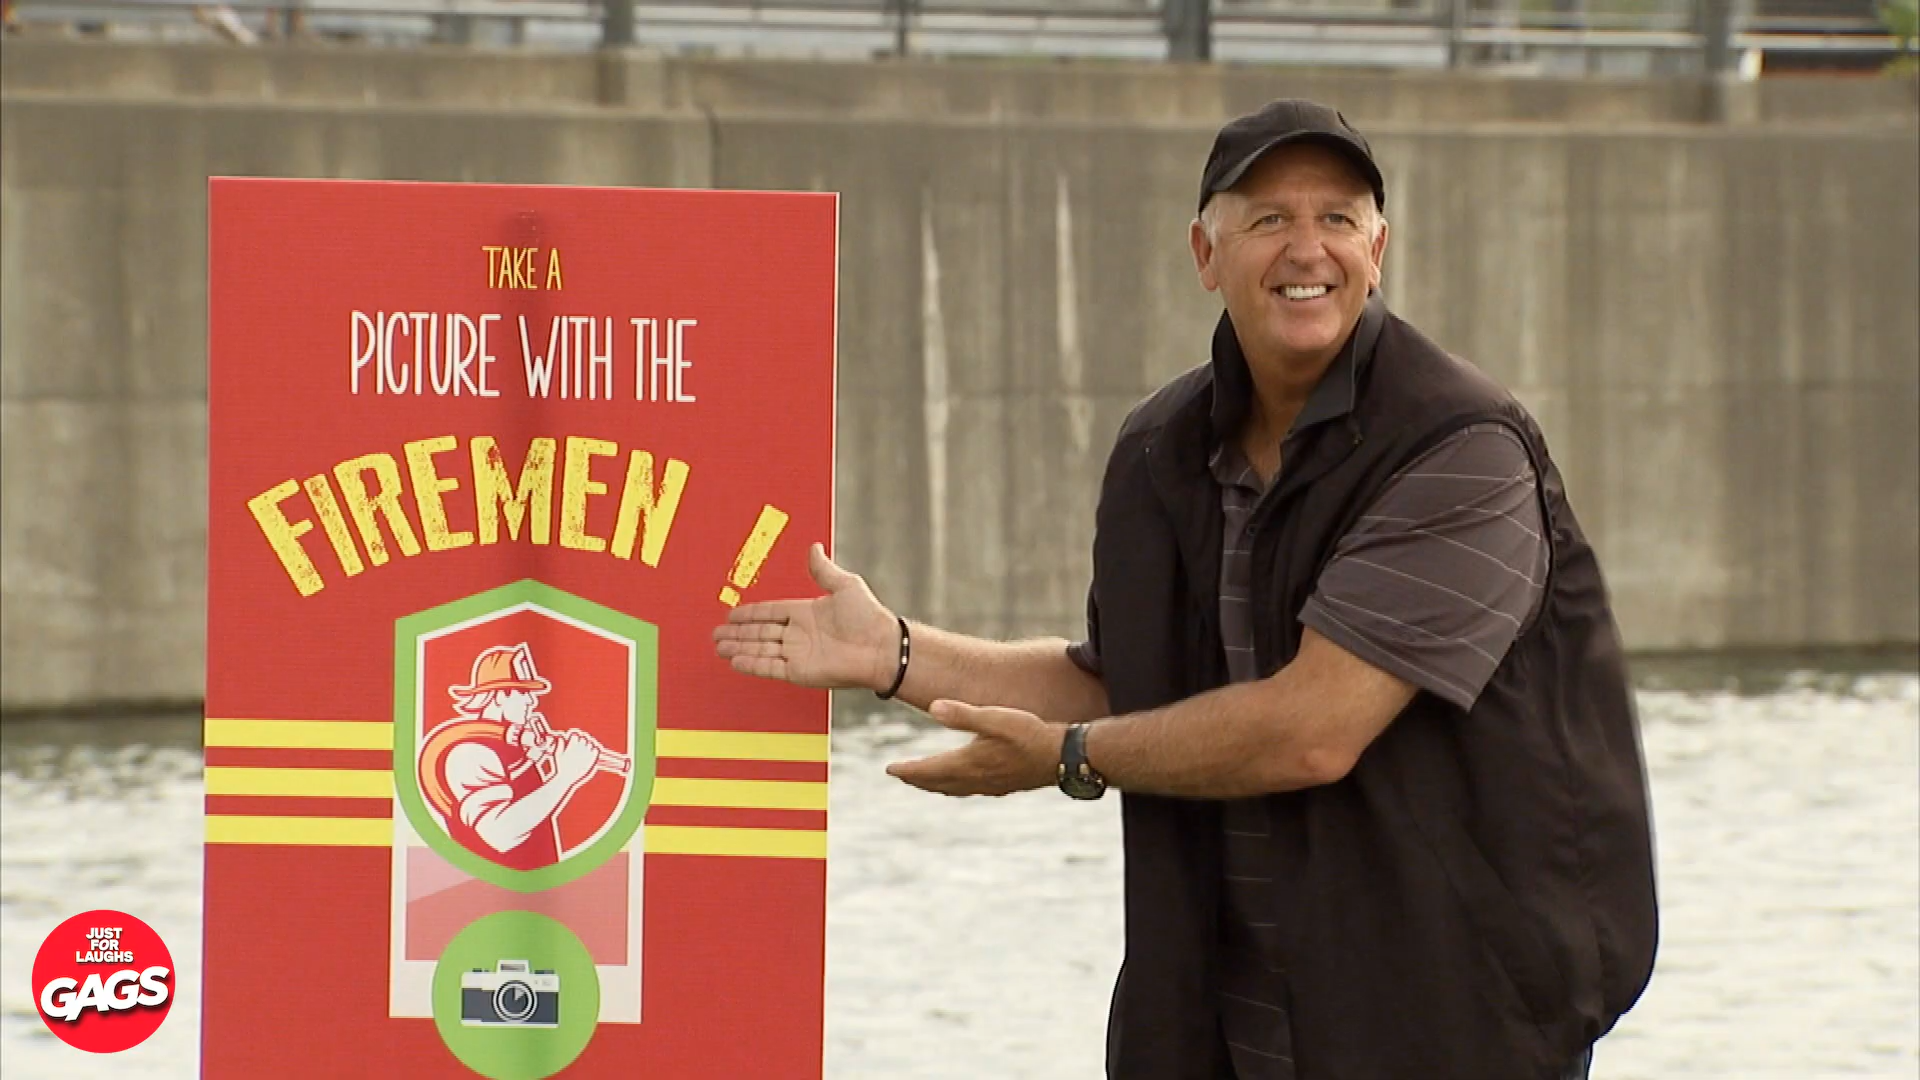 TAKE A
PICTURE WITH THE
FIREMEN !
JUST
FOR
LAUGHS
GAGS